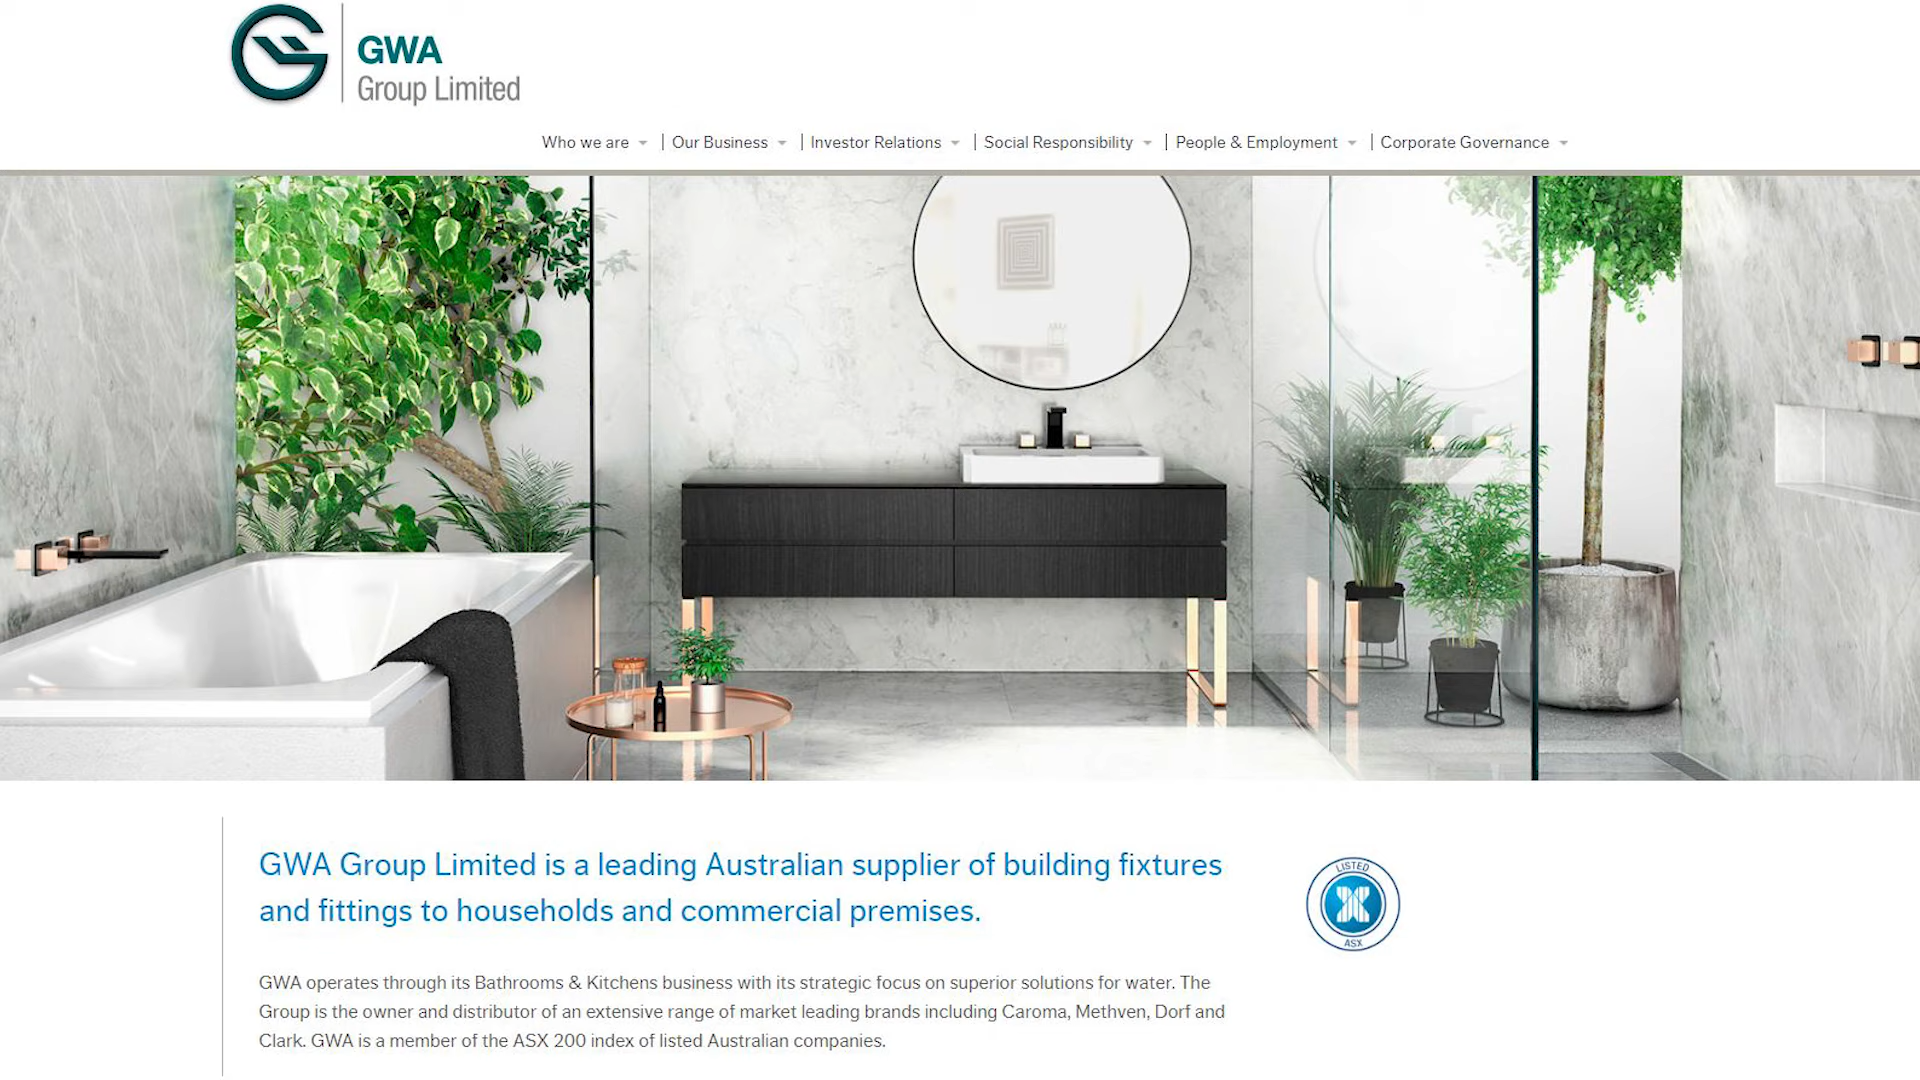 GWA
Group Limited
Who we are
Our Business
Investor Relations
Social Responsibility
People & Employment
Corporate Governance
GWA Group Limited is a leading Australian supplier of building fixtures
and fittings to households and commercial premises.
LISTED
ASX
GWA operates through its Bathrooms & Kitchens business with its strategic focus on superior solutions for water. The
Group is the owner and distributor of an extensive range of market leading brands including Caroma, Methven, Dorf and
Clark. GWA is a member of the ASX 200 index of listed Australian companies.